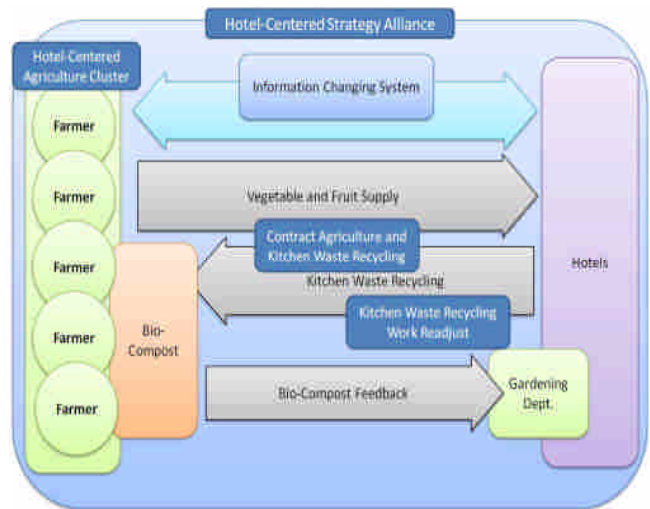 Hotel-Centered Strategy Alliance
Hotel-Centered
Agriculture Cluster
Information Changing System
Farmer
Farmer
Vegetable and Fruit Supply
Contract Agriculture and
Kitchen Waste Recycling
Farmer
Hotels
Kitchen Waste Recycling
Kitchen Waste Recycling
Work Readjust
Farmer
Bio-
Compost
Gardening
Dept.
Bio-Compost Feedback
Farmer